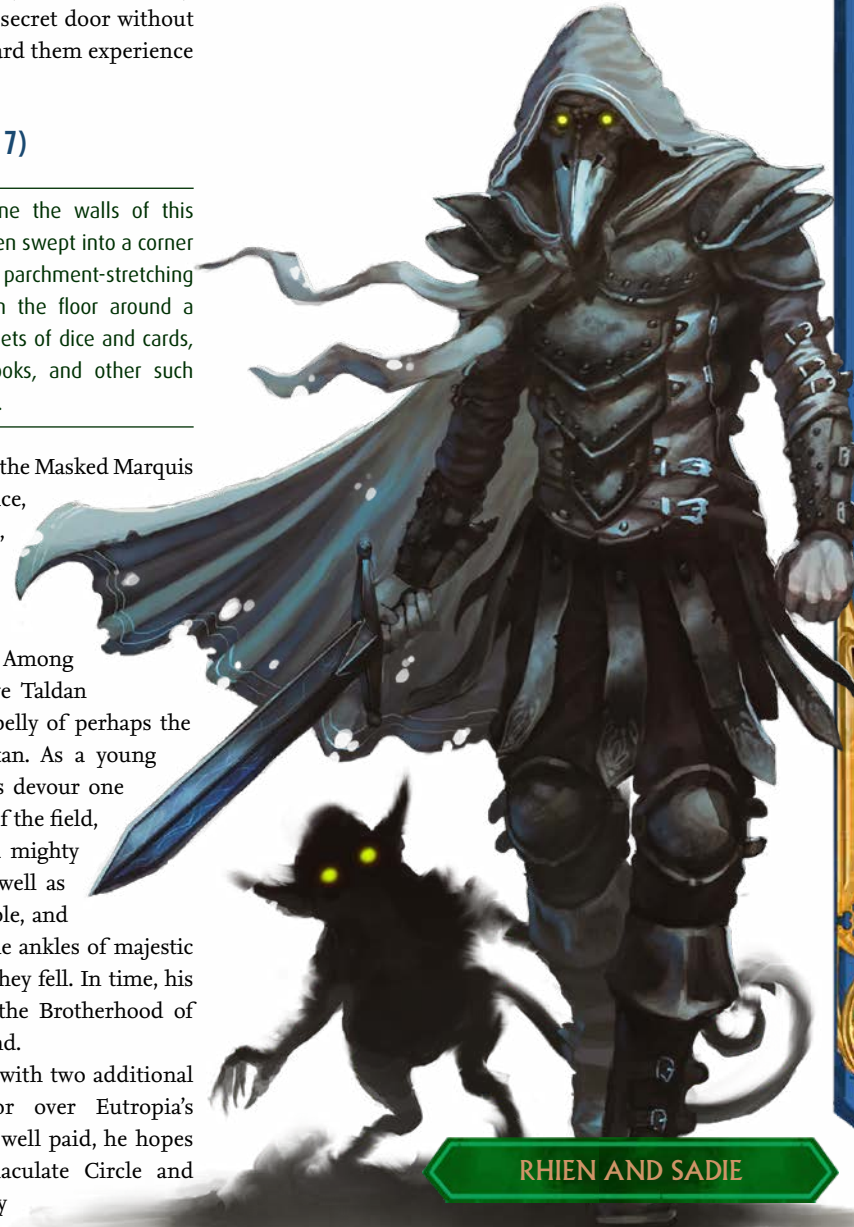 secret door without
ard them experience
7)
ne the walls of this
en swept into a corner
parchment-stretching
n the floor around a
ets of dice and cards,
ooks, and other such
.
the Masked Marquis
ce,
,
Among
e Taldan
belly of perhaps the
tan. As a young
s devour one
f the field,
mighty
well as
ole, and
e ankles of majestic
hey fell. In time, his
the Brotherhood of
nd.
with two additional
or over Eutropia's
well paid, he hopes
aculate Circle and
y
RHIEN AND SADIE